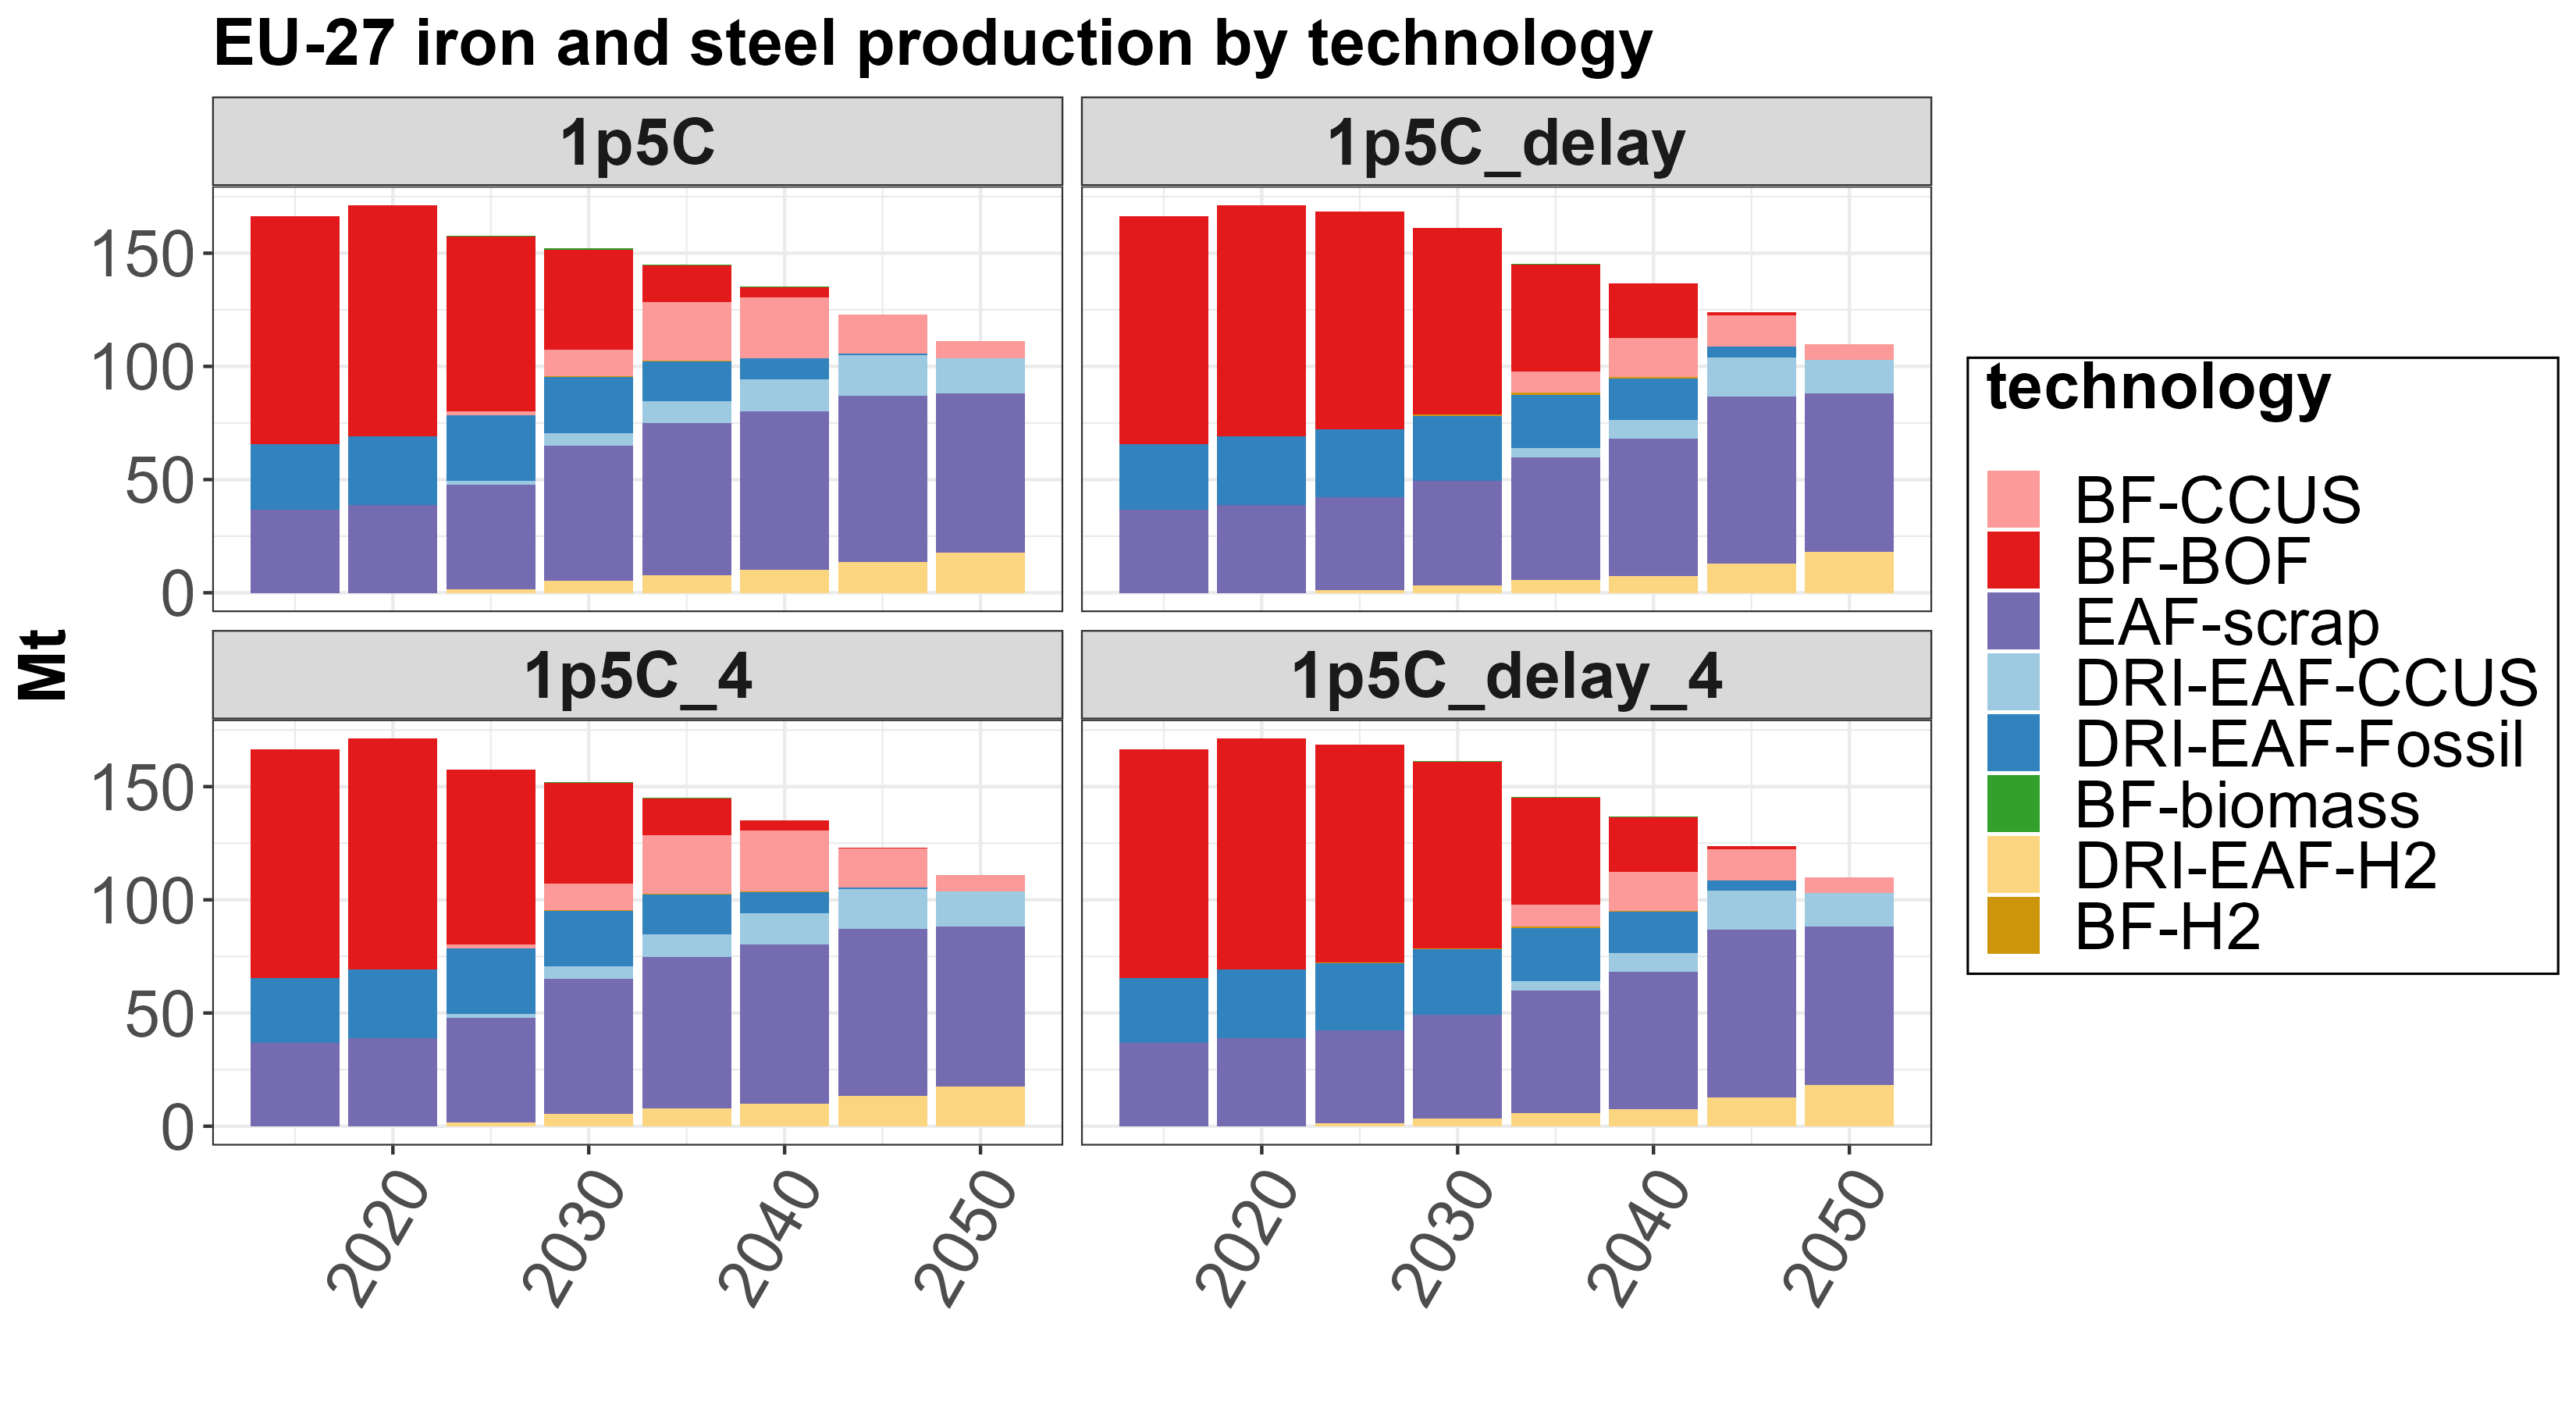 EU-27 iron and steel production by technology
1p5C
1p5C_delay
150
100
50
0
Mt
1p5C_4
1p5C_delay_4
150
100
50
0
2020
2030
2040
2050
2020
2030
2040
2050
technology
BF-CCUS
BF-BOF
EAF-scrap
DRI-EAF-CCUS
DRI-EAF-Fossil
BF-biomass
DRI-EAF-H2
BF-H2